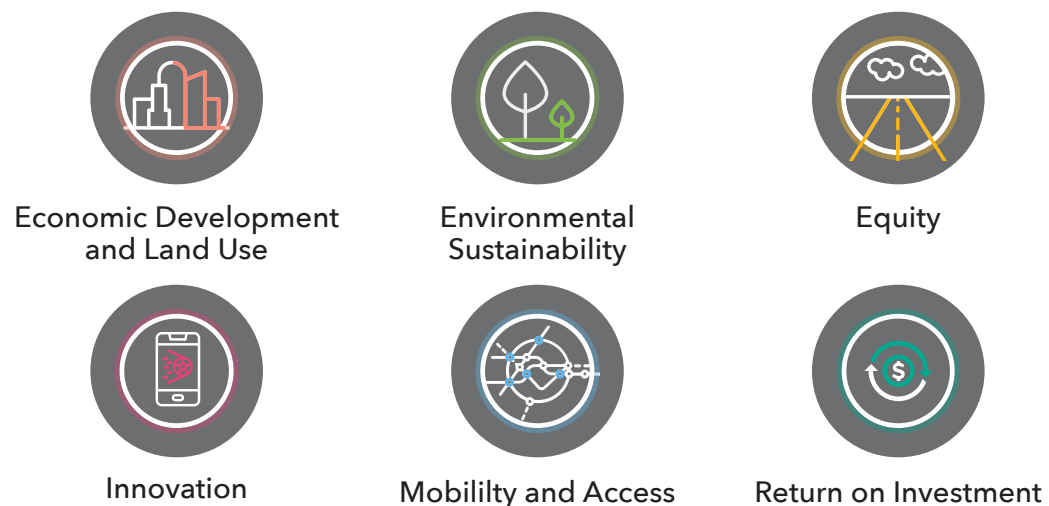 Economic Development
and Land Use
Environmental
Sustainability
Equity
$
Innovation
Mobililty and Access
Return on Investment